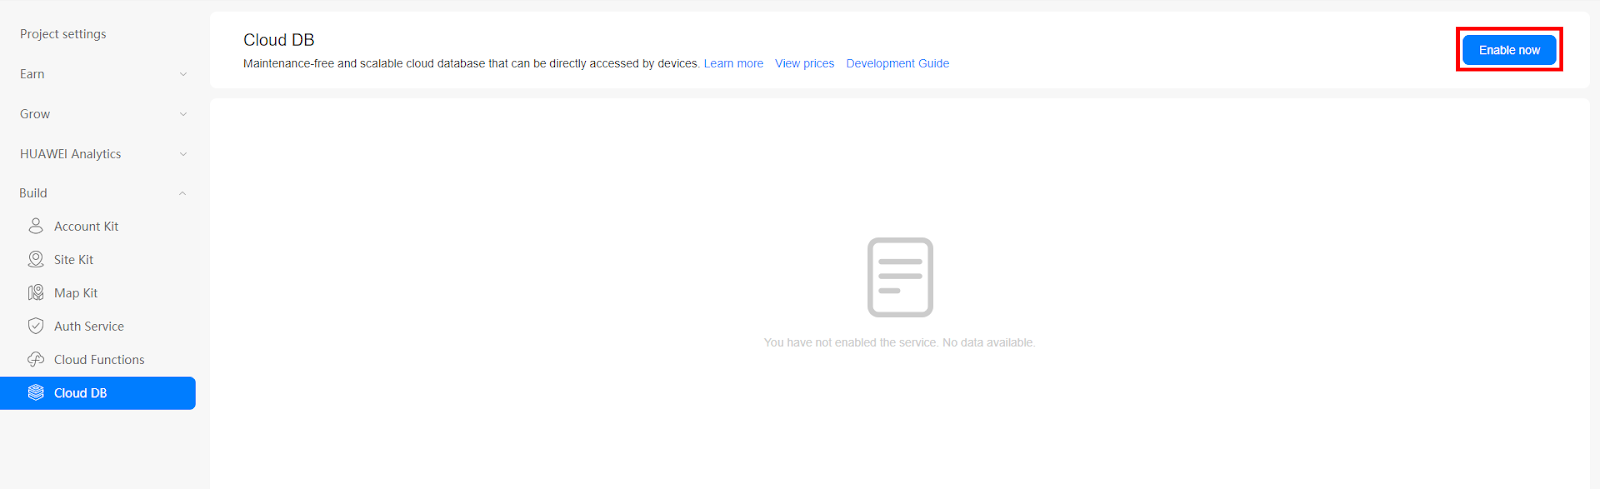 Project settings
Earn
Grow
HUAWEI Analytics
Build
Account Kit
Site Kit
Map Kit
Auth Service
Cloud Functions
Cloud DB
Cloud DB
Maintenance-free and scalable cloud database that can be directly accessed by devices. Learn more View prices Development Guide
Enable now
You have not enabled the service. No data available.